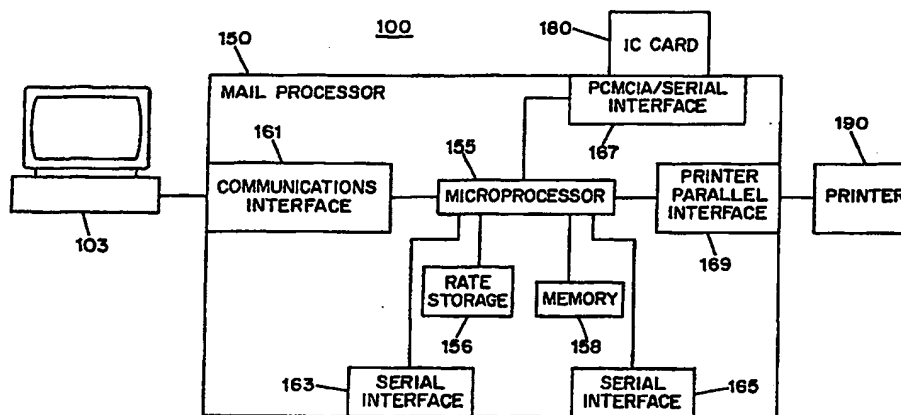 100
180
IC CARD
150
MAIL PROCESSOR
PCMCIA/SERIAL
INTERFACE
167
161
155
190
COMMUNICATIONS
INTERFACE
MICROPROCESSOR
PRINTER
PARALLEL
INTERFACE
PRINTER
103
169
RATE
STORAGE
MEMORY
156
158
163
SERIAL
INTERFACE
SERIAL
INTERFACE
165